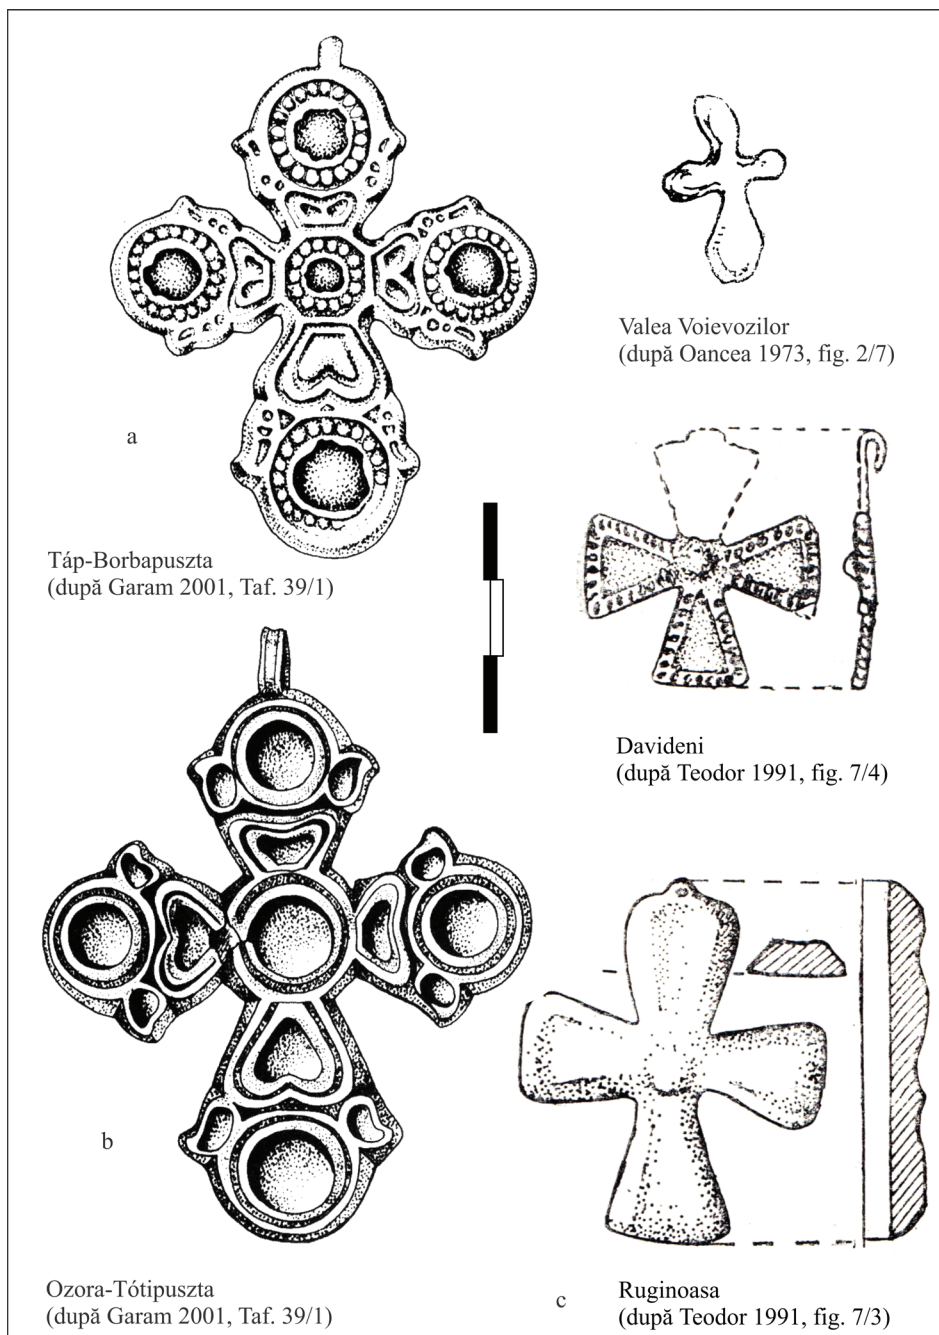 a
Táp-Borbapuszta
(după Garam 2001, Taf. 39/1)
Valea Voievozilor
(după Oancea 1973, fig. 2/7)
Davideni
(după Teodor 1991, fig. 7/4)
b
Ozora-Tótipuszta
(după Garam 2001, Taf. 39/1)
c
Ruginoasa
(după Teodor 1991, fig. 7/3)